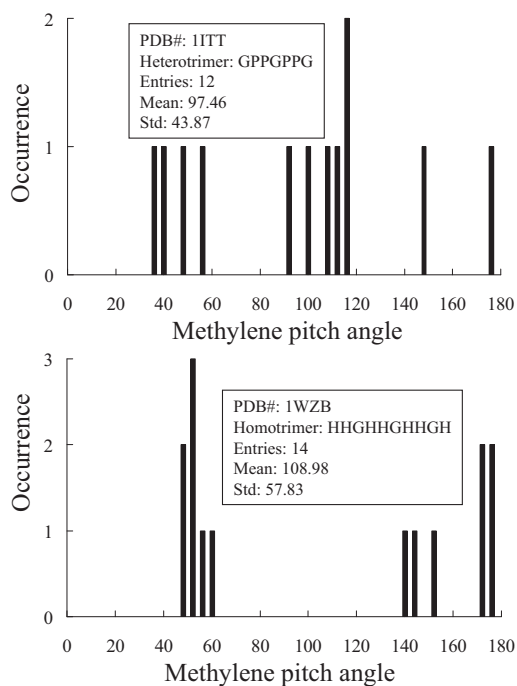 2
PDB#: 1ITT
Heterotrimer: GPPGPPG
Entries: 12
Mean: 97.46
Std: 43.87
Occurrence
1
0
0 20 40 60 80 100 120 140 160 180
Methylene pitch angle
3
PDB#: 1WZB
Homotrimer: HHGHHGHHGH
Entries: 14
Mean: 108.98
Std: 57.83
Occurrence
2
1
0
0 20 40 60 80 100 120 140 160 180
Methylene pitch angle